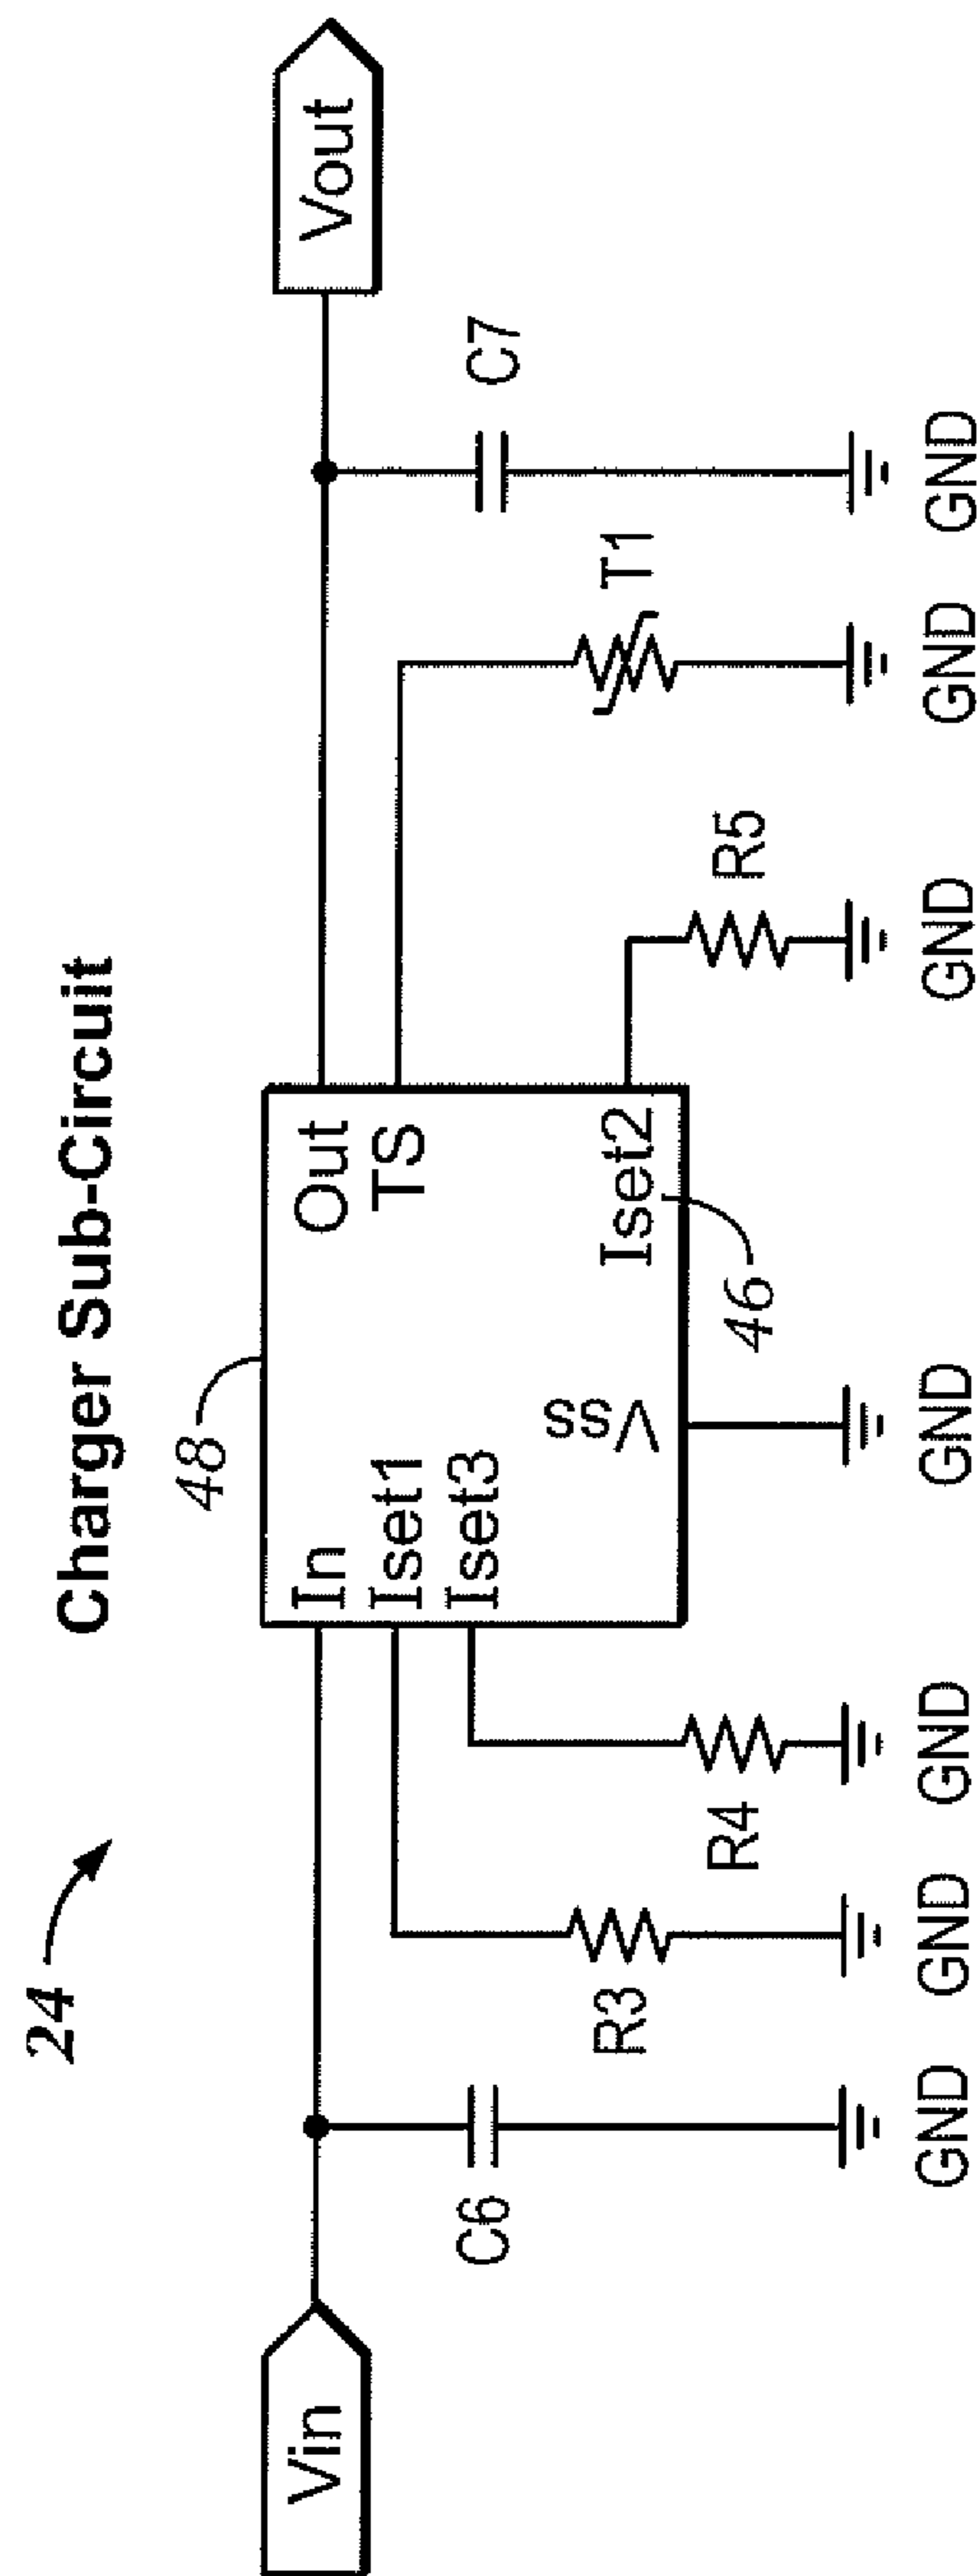 Charger Sub-Circuit
24
48
Vin
In
Out
Vout
Iset1
TS
Iset3
C6
C7
Vss
Iset2
46
R3
R4
R5
T1
GND
GND
GND
GND
GND
GND
GND